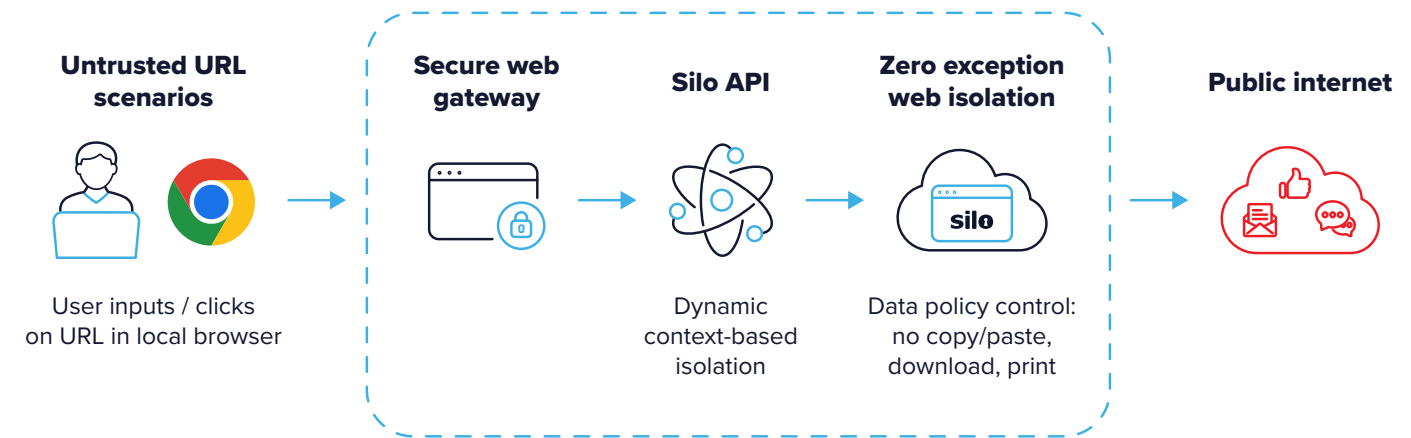 Untrusted URL
scenarios
Secure web
gateway
Silo API
Zero exception
web isolation
Public internet
silo
User inputs / clicks
on URL in local browser
Dynamic
context-based
isolation
Data policy control:
no copy/paste,
download, print